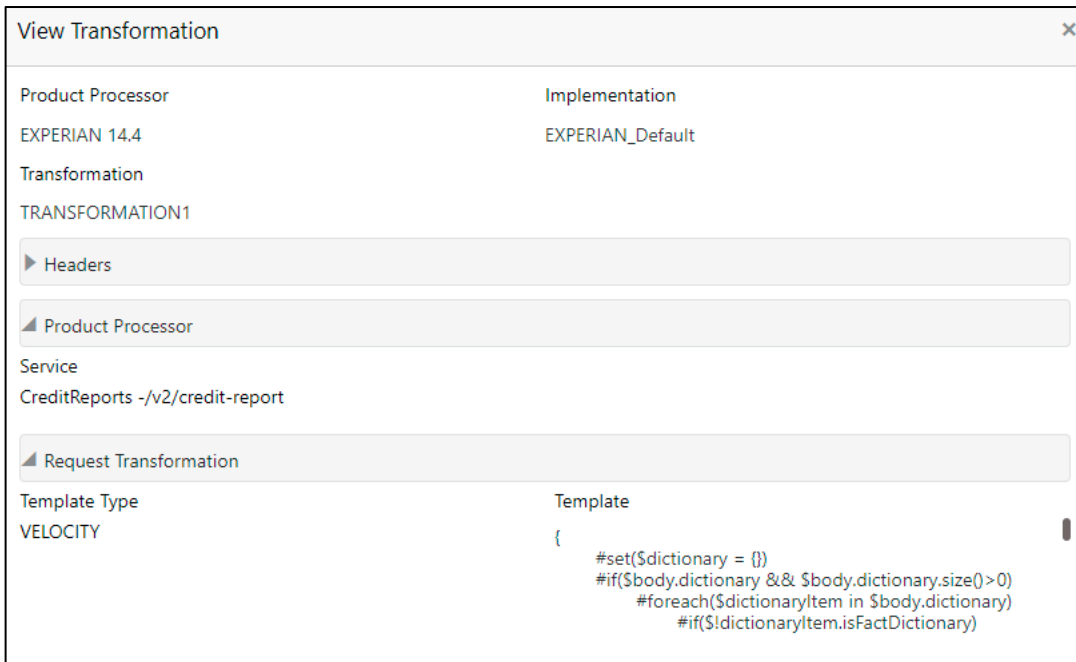 View Transformation
Product Processor
Implementation
EXPERIAN 14.4
EXPERIAN_Default
Transformation
TRANSFORMATION1
Headers
Product Processor
Service
CreditReports -/v2/credit-report
Request Transformation
Template Type
Template
VELOCITY
{
#set($dictionary = {})
#if($body.dictionary && $body.dictionary.size()>0)
#foreach($dictionaryItem in $body.dictionary)
#if($!dictionaryItem.isFactDictionary)